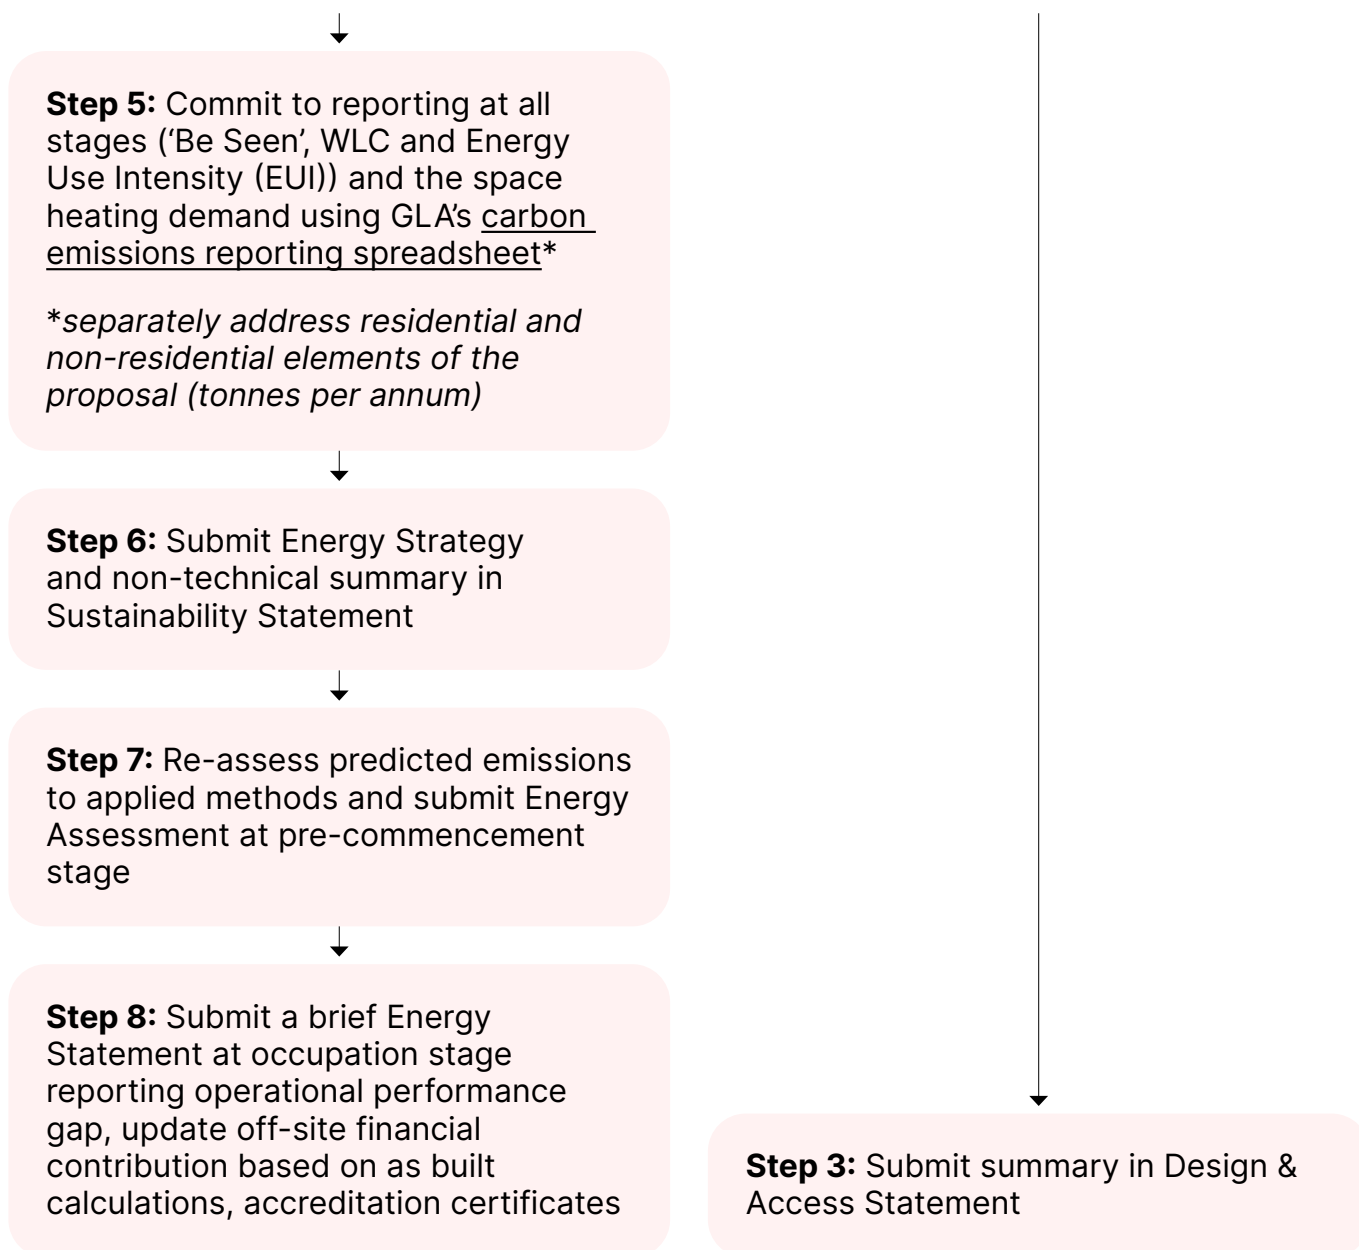 Step 5: Commit to reporting at all
stages (‘Be Seen’, WLC and Energy
Use Intensity (EUI)) and the space
heating demand using GLA’s carbon
emissions reporting spreadsheet*
*separately address residential and
non-residential elements of the
proposal (tonnes per annum)
Step 6: Submit Energy Strategy
and non-technical summary in
Sustainability Statement
Step 7: Re-assess predicted emissions
to applied methods and submit Energy
Assessment at pre-commencement
stage
Step 8: Submit a brief Energy
Statement at occupation stage
reporting operational performance
gap, update off-site financial
contribution based on as built
calculations, accreditation certificates
Step 3: Submit summary in Design &
Access Statement